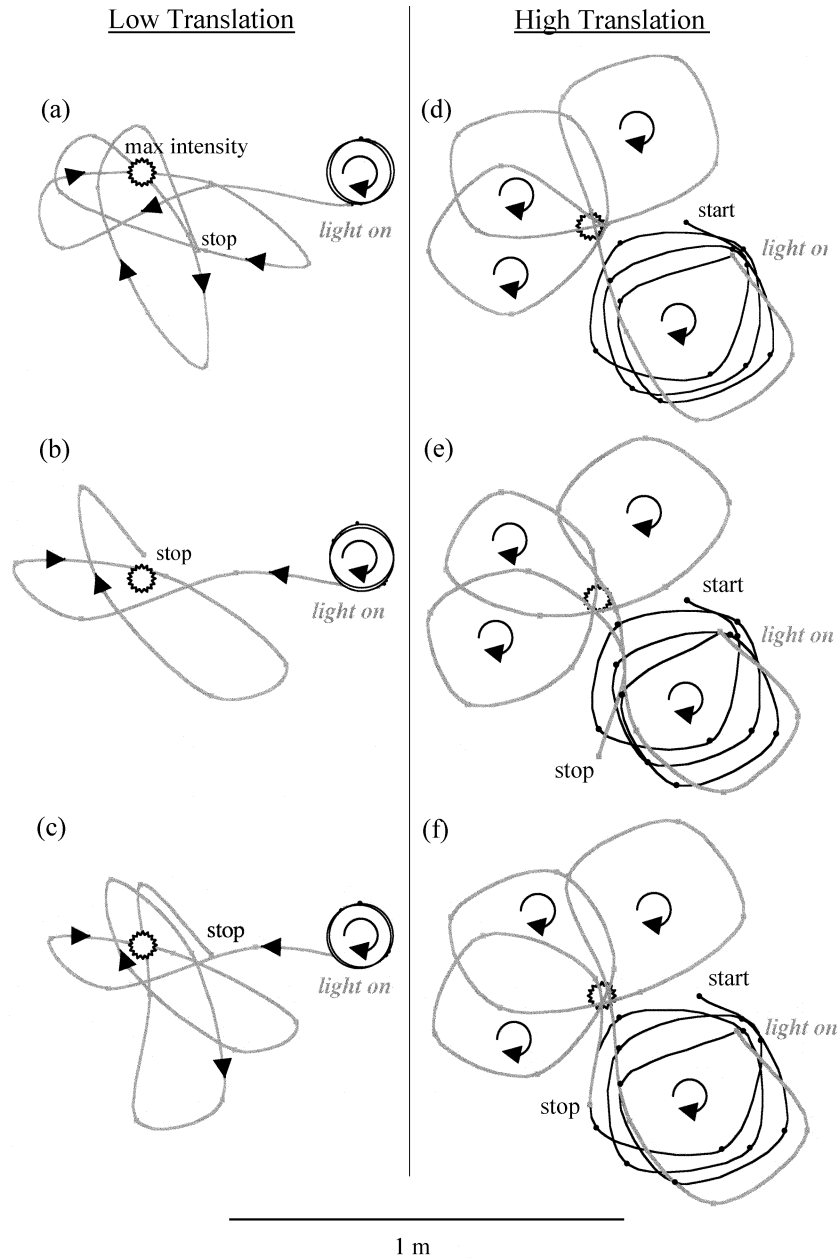 Low Translation
(a)
max intensity
light on
stop
(b)
stop
light on
(c)
stop
light on
High Translation
(d)
start
light on
(e)
start
light on
stop
(f)
start
light on
stop
1 m